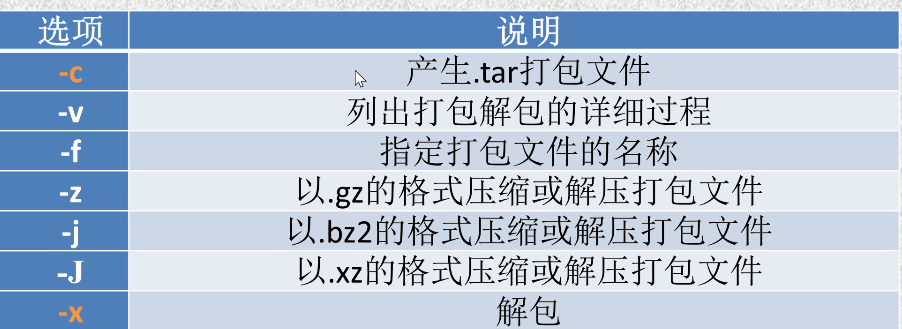 选项 说明
-c 产生.tar打包文件
-v 列出打包解包的详细过程
-f 指定打包文件的名称
-z 以.gz的格式压缩或解压打包文件
-j 以.bz2的格式压缩或解压打包文件
-J 以.xz的格式压缩或解压打包文件
-x 解包